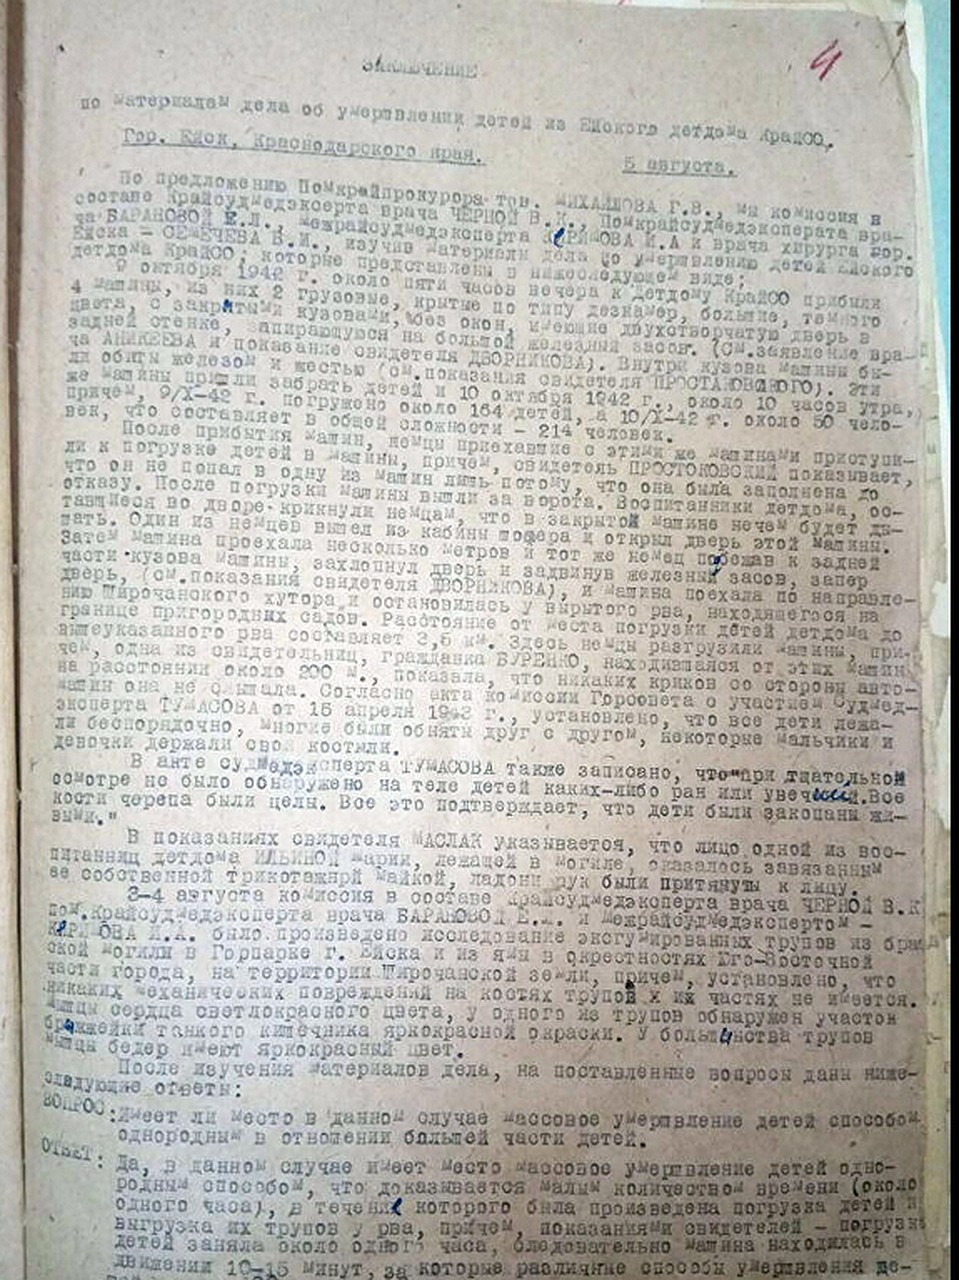 4
ЗАКЛЮЧЕНИЕ
по материалам дела об умерщвлении детей из Ейского детдома КрайСО.
Гор. Ейск, Краснодарского края. 5 августа.
По предложению Помкрайпрокурора тов. МИХАЙЛОВА Г.В., мы комиссия в
составе Крайсудмедэксерта врача ЧЕРНОЙ В.К., Помкрайсудмедэксперата вра-
ча БАРАНОВОЙ Е.Л., межрайсудмедэксперта И.А и врача хирурга гор.
Ейска – СЕМЕЧЕВА В.И., изучив материалы дела по умерщвлению детей Ейского
детдома КрайСО, которые представлены в нижеследующем виде;
9 октября 1942 г. около пяти часов вечера к детдому КрайСО прибыли
4 машины, из них 2 грузовые, крытые по типу дезкамер, большие, темного
цвета, с закрытыми кузовами, без окон, имеющие двухстворчатую дверь в
задней стенке, запирающуюся на большой железный засов. (см.заявление вра-
ча АНИКЕЕВА и показание свидетеля ДВОРНИКОВА). Внутри кузова машины бы-
ли обиты железом и жестью (см.показания свидетеля ). Эти
же машины пришли забрать детей и 10 октября 1942 г., около 10 часов утра,
причем, 9/X-42 г. погружено около 164 детей, а 10/X-42 г. около 50 чело-
век, что составляет в общей сложности – 214 человек.
После прибытия машин, немцы приехавшие с этими же машинами приступи-
ли к погрузке детей в машины, причем, свидетель ПРОСТОНОВСКИЙ показывает,
что он не попал в одну из машин лишь потому, что она была заполнена до
отказу. После погрузки машины вышли за ворота. Воспитанники детдома, ос-
тавшиеся во дворе крикнули немцам, что в закрытой машине нечем будет ды-
шать. Один из немцев вышел из кабины шофера и открыл дверь этой машины.
Затем машина проехала несколько метров и тот же немец побежав к задней
части кузова машины, захлопнул дверь и задвинув железный засов, запер
дверь, (см.показания свидетеля ДВОРНИКОВА), и машина поехала по направле-
нию Широчанского хутора и остановилась у вырытого рва, находящегося на
границе пригородных садов. Расстояние от места погрузки детей детдома до
вышеуказанного рва составляет 3,5 км. Здесь немцы разгрузили машины, при-
чем, одна из свидетельниц, гражданка БУРЕНКО, находившаяся от этих машин
на расстоянии около 200 м., показала, что никаких криков со стороны авто-
машин она не слышала. Согласно акта комиссии Горсовета с участием Судмед-
эксперта ТУМАСОВА от 15 апреля 1943 г., установлено, что все дети лежа-
ли беспорядочно, многие были обняты друг с другом, некоторые мальчики и
девочки держали свои костыли.
В акте судмедэксперта ТУМАСОВА также записано, что "при тщательном
осмотре не было обнаружено на теле детей каких-либо ран или увечий.Все
кости черепа были целы. Все это подтверждает, что дети были закопаны жи-
выми."
В показаниях свидетеля МАСЛАК указывается, что лицо одной из вос-
питанниц детдома ИЛЬИНОЙ Марии, лежащей в могиле, оказалось завязанным
ее собственной трикотажнрй майкой, ладони рук были притянуты к лицу.
3-4 августа комиссия в составе Крайсудмедэксперта врача ЧЕРНОЙ В.К
пом.Крайсудмедэксперта врача БАРАНОВОЙ Е.Л. и межрайсудмедэкспертом –
И.А. было произведено исследование эксгумированных трупов из брат
ской могилы в Горпарке г. Ейска и из ямы в окрестностях Юго-Восточной
части города, на территории Широчанской земли, причем, установлено, что
никаких механических повреждений на костях трупов и их частях не имеется.
Мышцы сердца светлокрасного цвета, у одного из трупов обнаружен участок
брыжжейки танкого кишечника яркокрасной окраски. У большинства трупов
мышцы бедер имеют яркокрасный цвет.
После изучения материалов дела, на поставленные вопросы даны ниже-
следующие ответы:
ВОПРОС: Имеет ли место в данном случае массовое умерщвление детей способом
однородным в отношении большей части детей.
ОТВЕТ: Да, в данном случае имеет место массовое умерщвление детей одно-
родным способом, что доказывается малым количеством времени (около
одного часа), в течении которого была произведена погрузка детей и
выгрузка их трупов у рва, причем, показаниями свидетелей – погрузк
детей заняла около одного часа, следовательно машина находилась в
движении 10-15 минут, за которые различные способы умерщвления де-